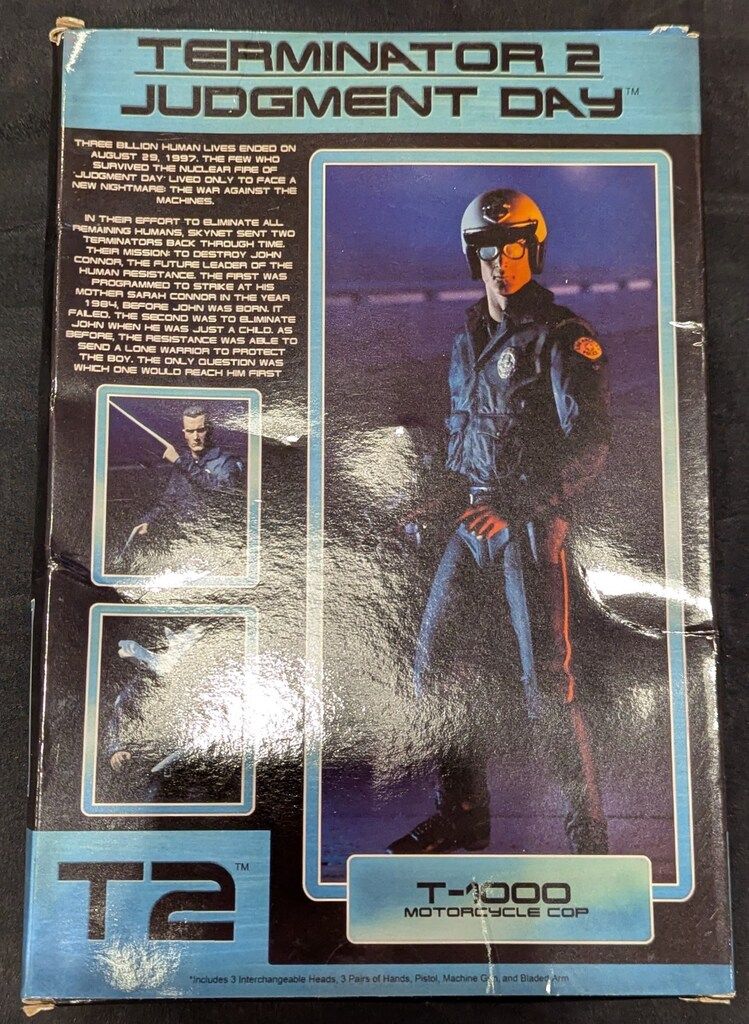 TERMINATOR 2
JUDGMENT DAY™
THREE BILLION HUMAN LIVES ENDED ON
AUGUST 29, 1997. THE FEW WHO
SURVIVED THE NUCLEAR FIRE OF
'JUDGMENT DAY' LIVED ONLY TO FACE A
NEW NIGHTMARE: THE WAR AGAINST THE
MACHINES.
IN THEIR EFFORT TO ELIMINATE ALL
REMAINING HUMANS, SKYNET SENT TWO
TERMINATORS BACK THROUGH TIME.
THEIR MISSION: TO DESTROY JOHN
CONNOR, THE FUTURE LEADER OF THE
HUMAN RESISTANCE. THE FIRST WAS
PROGRAMMED TO STRIKE AT HIS
MOTHER SARAH CONNOR IN THE YEAR
1984, BEFORE JOHN WAS BORN. IT
FAILED. THE SECOND WAS TO ELIMINATE
JOHN WHEN HE WAS JUST A CHILD. AS
BEFORE, THE RESISTANCE WAS ABLE TO
SEND A LONE WARRIOR TO PROTECT
THE BOY. THE ONLY QUESTION WAS
WHICH ONE WOULD REACH HIM FIRST
T2™
T-1000
MOTORCYCLE COP
*Includes 3 Interchangeable Heads, 3 Pairs of Hands, Pistol, Machine Gun, and Bladed Arm